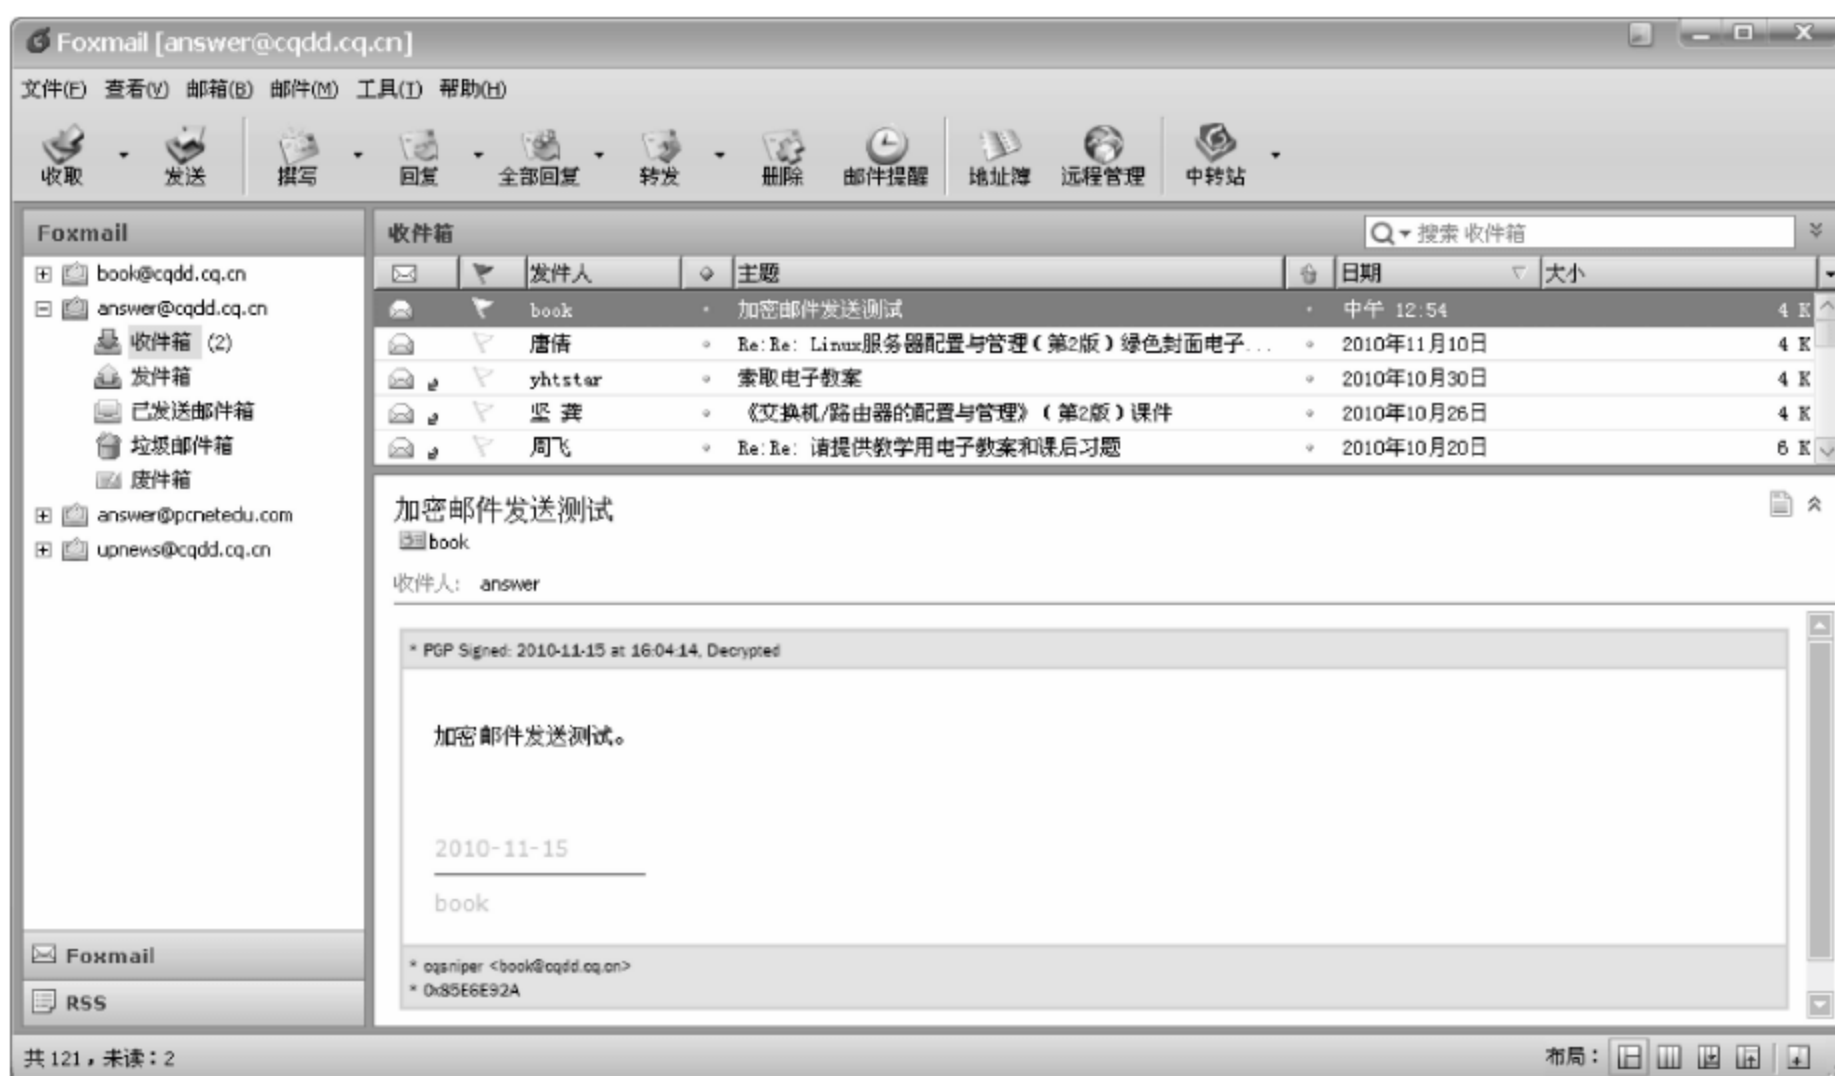 Foxmail [answer@cqdd.cq.cn]
文件(F) 查看(V) 邮箱(B) 邮件(M) 工具(T) 帮助(H)
收取 发送 撰写 回复 全部回复 转发 删除 邮件提醒 地址簿 远程管理 中转站
Foxmail
book@cqdd.cq.cn
answer@cqdd.cq.cn
收件箱 (2)
发件箱
已发送邮件箱
垃圾邮件箱
废件箱
answer@pcnetedu.com
upnews@cqdd.cq.cn
Foxmail
RSS
收件箱 搜索 收件箱
发件人 主题 日期 大小
book 加密邮件发送测试 中午 12:54 4 K
唐倩 Re:Re: Linux服务器配置与管理(第2版)绿色封面电子... 2010年11月10日 4 K
yhtstar 索取电子教案 2010年10月30日 4 K
坚 龚 《交换机/路由器的配置与管理》(第2版)课件 2010年10月26日 4 K
周飞 Re:Re: 请提供教学用电子教案和课后习题 2010年10月20日 6 K
加密邮件发送测试
book
收件人: answer
* PGP Signed: 2010-11-15 at 16:04:14, Decrypted
加密邮件发送测试。
2010-11-15
book
* cqsniper <book@cqdd.cq.cn>
* 0x85E6E92A
共 121,未读:2 布局: